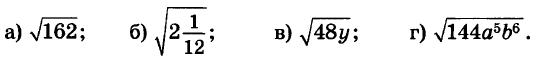 а) √162; б) √(2 1/12); в) √48y; г) √144a⁵b⁶.